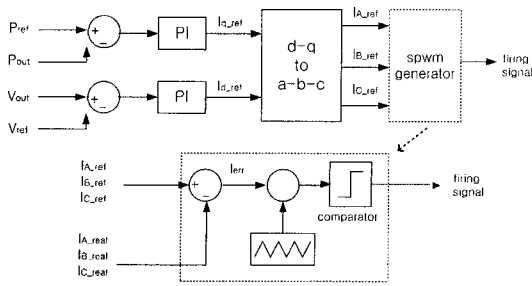 Pref
Pout
+
−
PI
Iq_ref
Vout
Vref
+
−
PI
Id_ref
d-q
to
a-b-c
IA_ref
IB_ref
IC_ref
spwm
generator
firing
signal
IA_ref
IB_ref
IC_ref
IA_real
IB_real
IC_real
+
−
Ierr
comparator
firing
signal